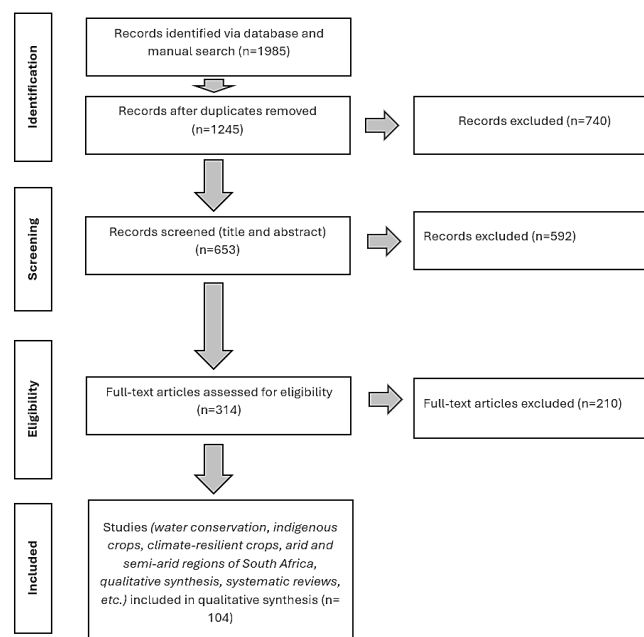 Identification
Records identified via database and
manual search (n=1985)
Records after duplicates removed
(n=1245)
Records excluded (n=740)
Screening
Records screened (title and abstract)
(n=653)
Records excluded (n=592)
Eligibility
Full-text articles assessed for eligibility
(n=314)
Full-text articles excluded (n=210)
Included
Studies (water conservation, indigenous
crops, climate-resilient crops, arid and
semi-arid regions of South Africa,
qualitative synthesis, systematic reviews,
etc.) included in qualitative synthesis (n=
104)